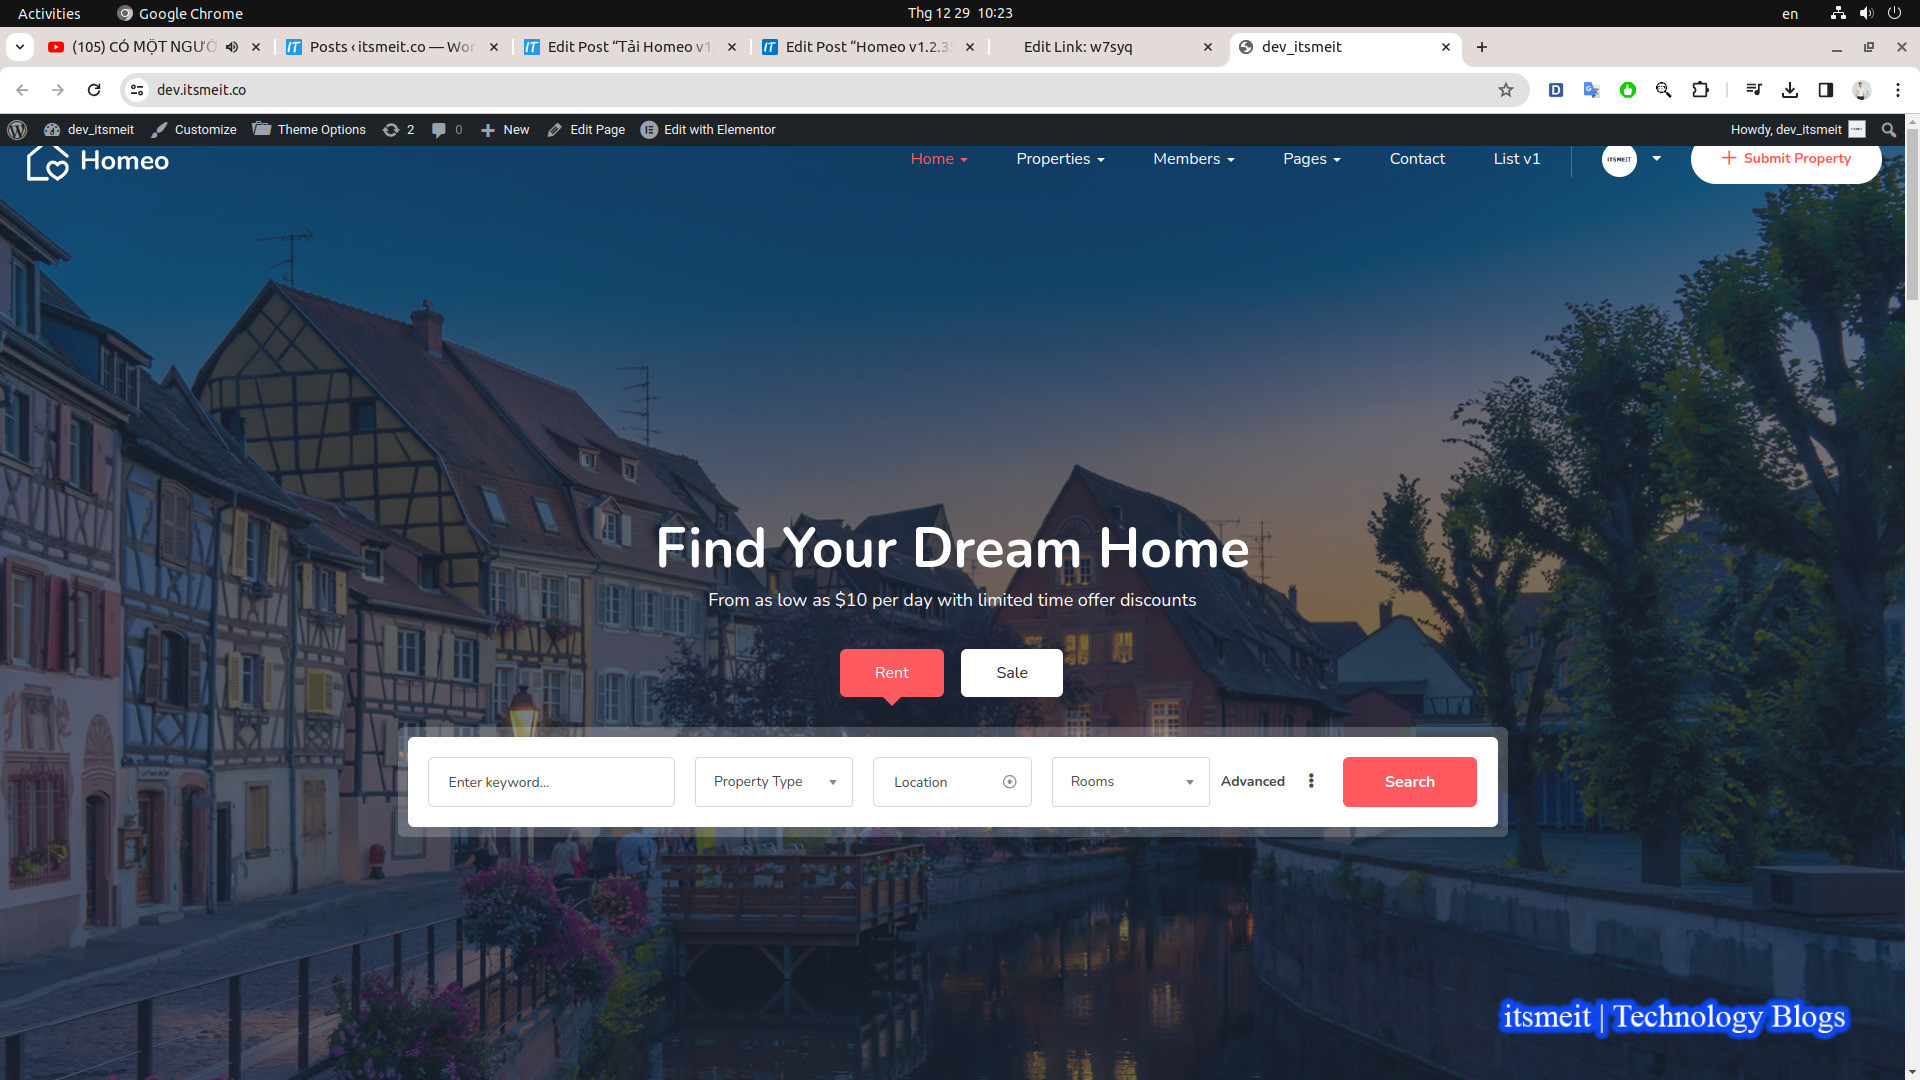 Activities
Google Chrome
Thg 12 29 10:23
en
(105) CÓ MỘT NGƯỜ
Posts ‹ itsmeit.co — Wor
Edit Post “Tải Homeo v1.
Edit Post “Homeo v1.2.3
Edit Link: w7syq
dev_itsmeit
dev.itsmeit.co
dev_itsmeit
Customize
Theme Options
2
0
New
Edit Page
Edit with Elementor
Howdy, dev_itsmeit
Homeo
Home
Properties
Members
Pages
Contact
List v1
ITSMEIT
Submit Property
Find Your Dream Home
From as low as $10 per day with limited time offer discounts
Rent
Sale
Enter keyword...
Property Type
Location
Rooms
Advanced
Search
itsmeit | Technology Blogs